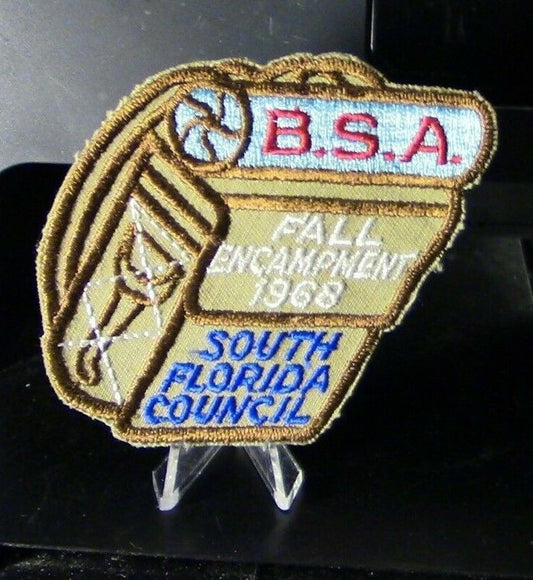 B.S.A.
FALL
ENCAMPMENT
1968
SOUTH
FLORIDA
COUNCIL